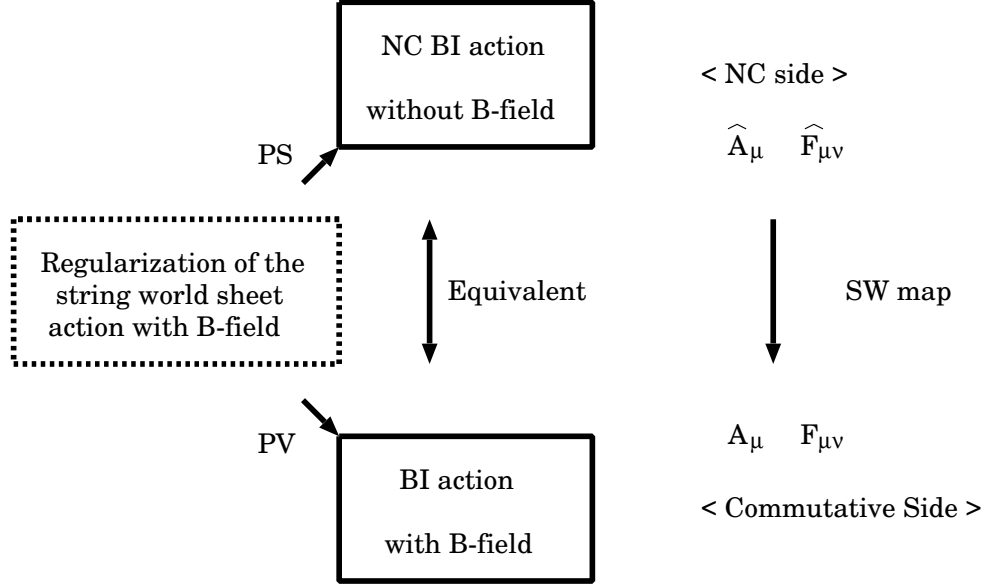 NC BI action
without B-field
< NC side >
PS
Â_μ F̂_μν
Regularization of the
string world sheet
action with B-field
Equivalent
SW map
PV
A_μ F_μν
BI action
with B-field
< Commutative Side >